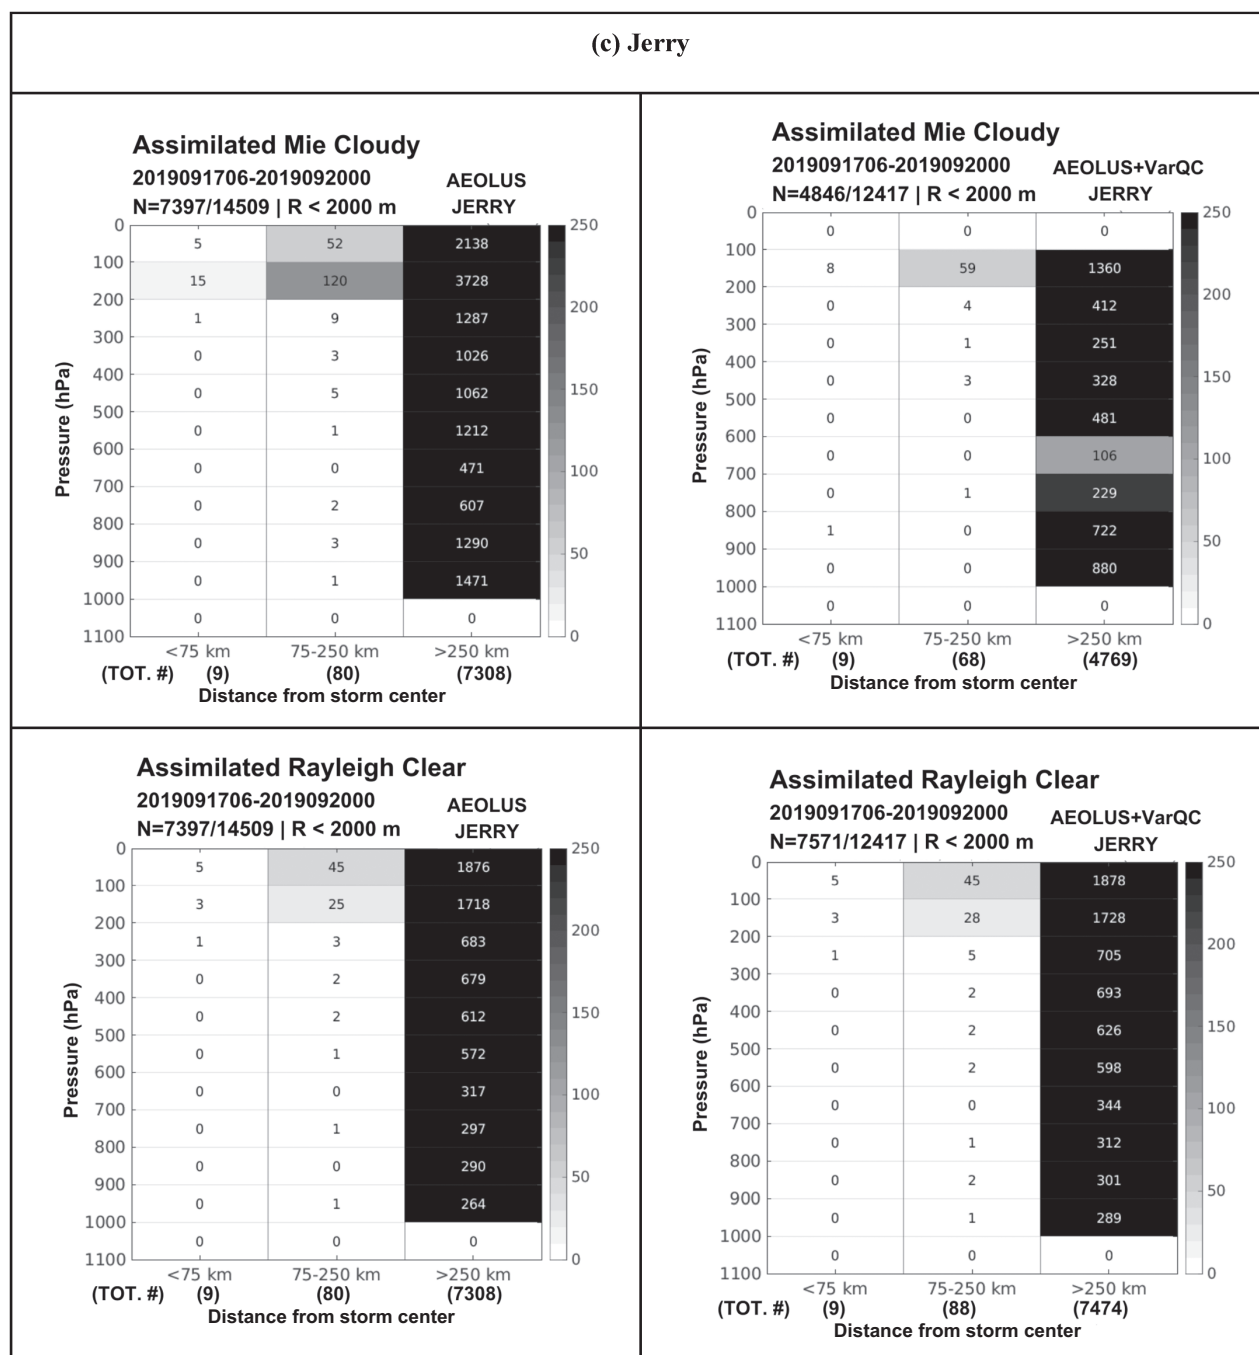 (c) Jerry
Assimilated Mie Cloudy
2019091706-2019092000 AEOLUS
N=7397/14509 | R < 2000 m JERRY
Pressure (hPa)
0 5 52 2138 250
100 15 120 3728
200 1 9 1287 200
300 0 3 1026
400 0 5 1062 150
500 0 1 1212
600 0 0 471 100
700 0 2 607
800 0 3 1290 50
900 0 1 1471
1000 0 0 0
1100 0
<75 km 75-250 km >250 km
(TOT. #) (9) (80) (7308)
Distance from storm center
Assimilated Mie Cloudy
2019091706-2019092000 AEOLUS+VarQC
N=4846/12417 | R < 2000 m JERRY
Pressure (hPa)
0 0 0 0 250
100 8 59 1360
200 0 4 412 200
300 0 1 251
400 0 3 328 150
500 0 0 481
600 0 0 106 100
700 0 1 229
800 1 0 722 50
900 0 0 880
1000 0 0 0
1100 0
<75 km 75-250 km >250 km
(TOT. #) (9) (68) (4769)
Distance from storm center
Assimilated Rayleigh Clear
2019091706-2019092000 AEOLUS
N=7397/14509 | R < 2000 m JERRY
Pressure (hPa)
0 5 45 1876 250
100 3 25 1718
200 1 3 683 200
300 0 2 679
400 0 2 612 150
500 0 1 572
600 0 0 317 100
700 0 1 297
800 0 0 290 50
900 0 1 264
1000 0 0 0
1100 0
<75 km 75-250 km >250 km
(TOT. #) (9) (80) (7308)
Distance from storm center
Assimilated Rayleigh Clear
2019091706-2019092000 AEOLUS+VarQC
N=7571/12417 | R < 2000 m JERRY
Pressure (hPa)
0 5 45 1878 250
100 3 28 1728
200 1 5 705 200
300 0 2 693
400 0 2 626 150
500 0 2 598
600 0 0 344 100
700 0 1 312
800 0 2 301 50
900 0 1 289
1000 0 0 0
1100 0
<75 km 75-250 km >250 km
(TOT. #) (9) (88) (7474)
Distance from storm center